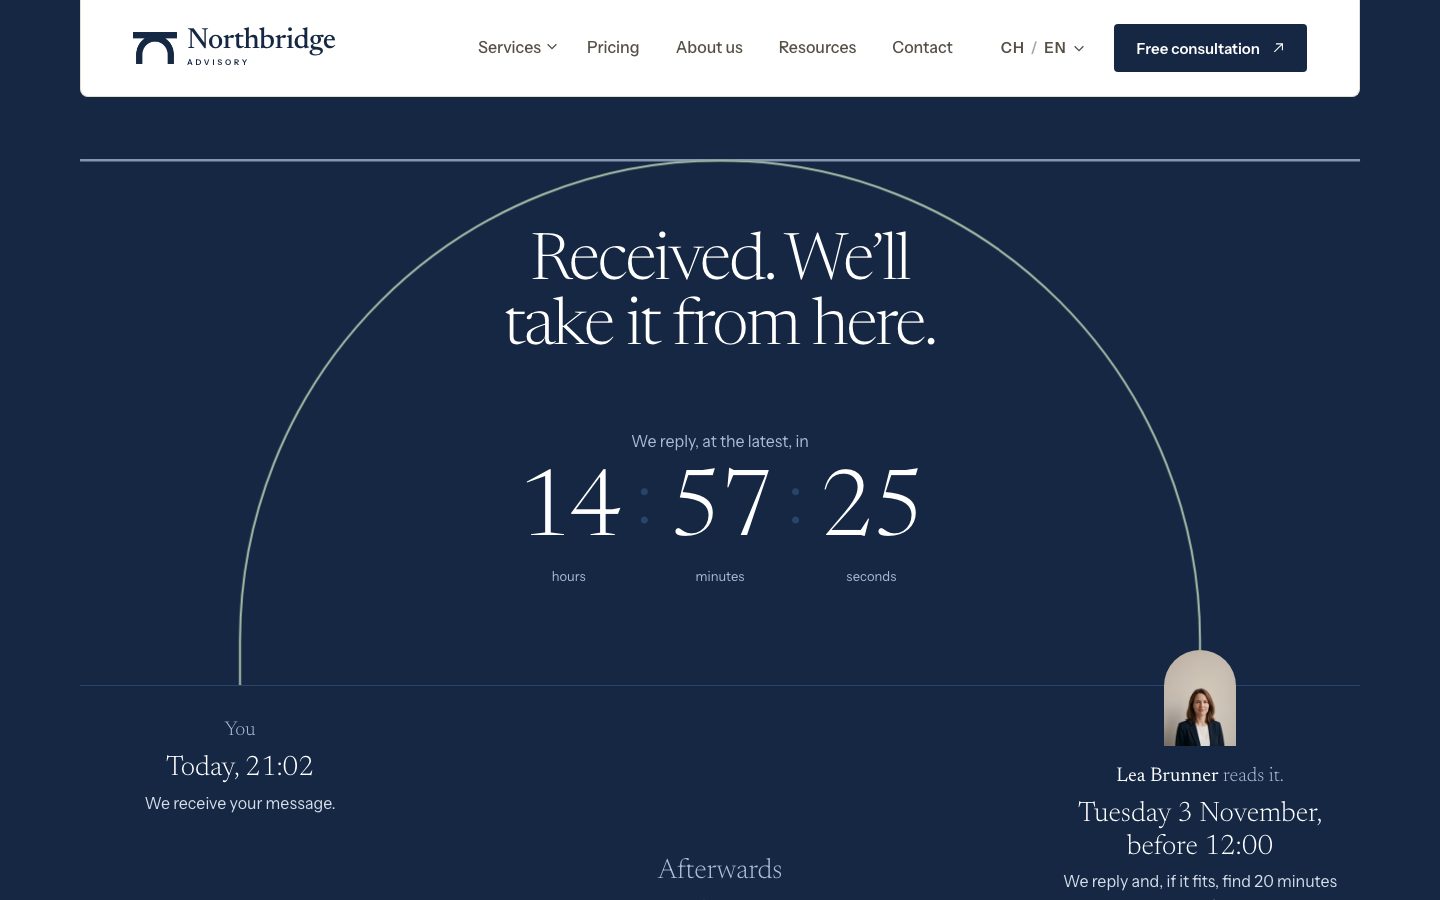 Northbridge
ADVISORY
Services
Pricing
About us
Resources
Contact
CH / EN
Free consultation
Received. We’ll
take it from here.
We reply, at the latest, in
14 : 57 : 25
hours
minutes
seconds
You
Today, 21:02
We receive your message.
Lea Brunner reads it.
Tuesday 3 November,
before 12:00
We reply and, if it fits, find 20 minutes
Afterwards